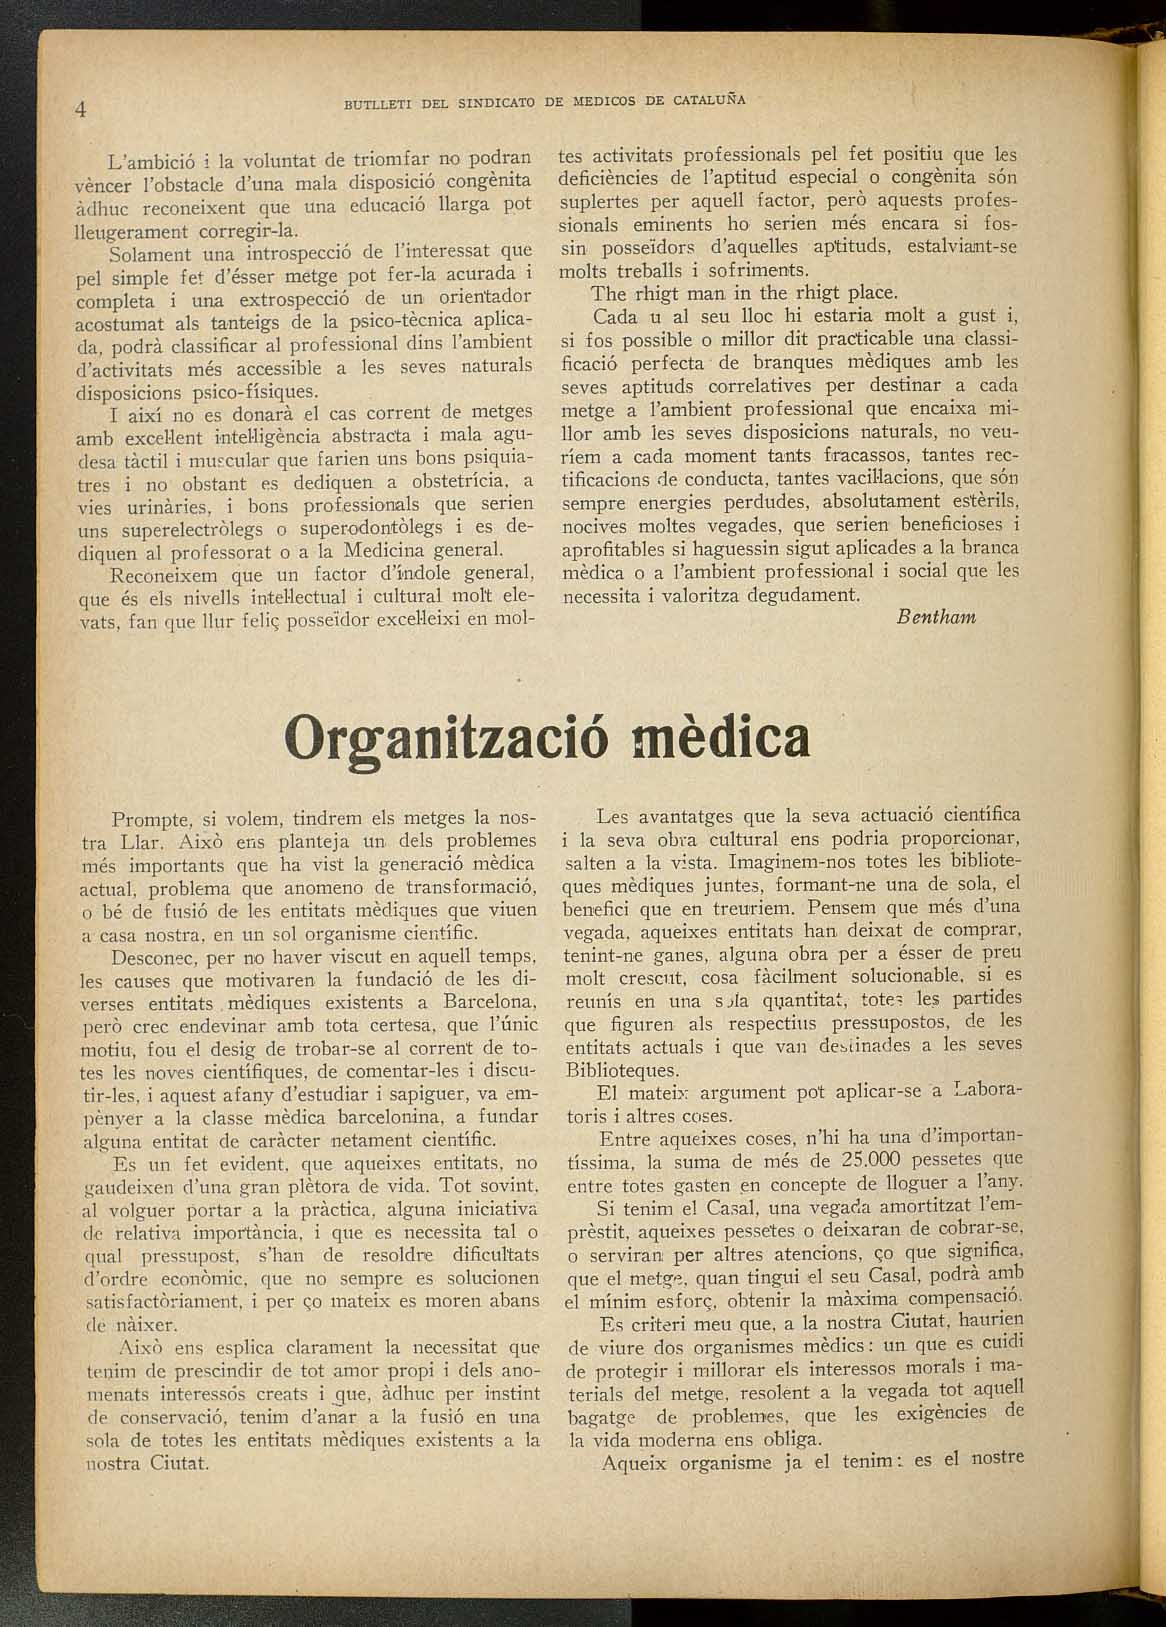 4
BUTLLETI DEL SINDICATO DE MEDICOS DE CATALUÑA
L'ambició i la voluntat de triomfar no podran
vèncer l'obstacle d'una mala disposició congènita
àdhuc reconeixent que una educació llarga pot
lleugerament corregir-la.
Solament una introspecció de l'interessat que
pel simple fet d'ésser metge pot fer-la acurada i
completa i una extrospecció de un orientador
acostumat als tanteigs de la psico-tècnica aplica-
da, podrà classificar al professional dins l'ambient
d'activitats més accessible a les seves naturals
disposicions psico-físiques.
I així no es donarà el cas corrent de metges
amb excel·lent intel·ligència abstracta i mala agu-
desa tàctil i muscular que farien uns bons psiquia-
tres i no obstant es dediquen a obstetrícia, a
vies urinàries, i bons professionals que serien
uns superelectròlegs o superodontòlegs i es de-
diquen al professorat o a la Medicina general.
Reconeixem que un factor d'índole general,
que és els nivells intel·lectual i cultural molt ele-
vats, fan que llur feliç posseïdor excel·leixi en mol-
tes activitats professionals pel fet positiu que les
deficiències de l'aptitud especial o congènita són
suplertes per aquell factor, però aquests profes-
sionals eminents ho serien més encara si fos-
sin posseïdors d'aquelles aptituds, estalviant-se
molts treballs i sofriments.
The rhigt man in the rhigt place.
Cada u al seu lloc hi estaria molt a gust i,
si fos possible o millor dit practicable una classi-
ficació perfecta de branques mèdiques amb les
seves aptituds correlatives per destinar a cada
metge a l'ambient professional que encaixa mi-
llor amb les seves disposicions naturals, no veu-
ríem a cada moment tants fracassos, tantes rec-
tificacions de conducta, tantes vacil·lacions, que són
sempre energies perdudes, absolutament estèrils,
nocives moltes vegades, que serien beneficioses i
aprofitables si haguessin sigut aplicades a la branca
mèdica o a l'ambient professional i social que les
necessita i valoritza degudament.
Bentham
Organització mèdica
Prompte, si volem, tindrem els metges la nos-
tra Llar. Això ens planteja un dels problemes
més importants que ha vist la generació mèdica
actual, problema que anomeno de transformació,
o bé de fusió de les entitats mèdiques que viuen
a casa nostra, en un sol organisme científic.
Desconec, per no haver viscut en aquell temps,
les causes que motivaren la fundació de les di-
verses entitats mèdiques existents a Barcelona,
però crec endevinar amb tota certesa, que l'únic
motiu, fou el desig de trobar-se al corrent de to-
tes les noves científiques, de comentar-les i discu-
tir-les, i aquest afany d'estudiar i sapiguer, va em-
pènyer a la classe mèdica barcelonina, a fundar
alguna entitat de caràcter netament científic.
Es un fet evident, que aqueixes entitats, no
gaudeixen d'una gran plètora de vida. Tot sovint,
al volguer portar a la pràctica, alguna iniciativa
de relativa importància, i que es necessita tal o
qual pressupost, s'han de resoldre dificultats
d'ordre econòmic, que no sempre es solucionen
satisfactòriament, i per ço mateix es moren abans
de nàixer.
Això ens esplica clarament la necessitat que
tenim de prescindir de tot amor propi i dels ano-
menats interessos creats i que, àdhuc per instint
de conservació, tenim d'anar a la fusió en una
sola de totes les entitats mèdiques existents a la
nostra Ciutat.
Les avantatges que la seva actuació científica
i la seva obra cultural ens podria proporcionar,
salten a la vista. Imaginem-nos totes les bibliote-
ques mèdiques juntes, formant-ne una de sola, el
benefici que en treuriem. Pensem que més d'una
vegada, aqueixes entitats han deixat de comprar,
tenint-ne ganes, alguna obra per a ésser de preu
molt crescut, cosa fàcilment solucionable, si es
reunís en una sola quantitat, totes les partides
que figuren als respectius pressupostos, de les
entitats actuals i que van destinades a les seves
Biblioteques.
El mateix argument pot aplicar-se a Labora-
toris i altres coses.
Entre aqueixes coses, n'hi ha una d'importan-
tíssima, la suma de més de 25.000 pessetes que
entre totes gasten en concepte de lloguer a l'any.
Si tenim el Casal, una vegada amortitzat l'em-
prèstit, aqueixes pessetes o deixaran de cobrar-se,
o serviran per altres atencions, ço que significa,
que el metge, quan tingui el seu Casal, podrà amb
el mínim esforç, obtenir la màxima compensació.
Es criteri meu que, a la nostra Ciutat, haurien
de viure dos organismes mèdics: un que es cuidi
de protegir i millorar els interessos morals i ma-
terials del metge, resolent a la vegada tot aquell
bagatge de problemes, que les exigències de
la vida moderna ens obliga.
Aqueix organisme ja el tenim: es el nostre